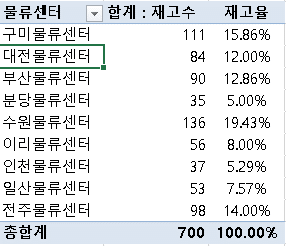 물류센터 합계 : 재고수 재고율
구미물류센터 111 15.86%
대전물류센터 84 12.00%
부산물류센터 90 12.86%
분당물류센터 35 5.00%
수원물류센터 136 19.43%
이리물류센터 56 8.00%
인천물류센터 37 5.29%
일산물류센터 53 7.57%
전주물류센터 98 14.00%
총합계 700 100.00%